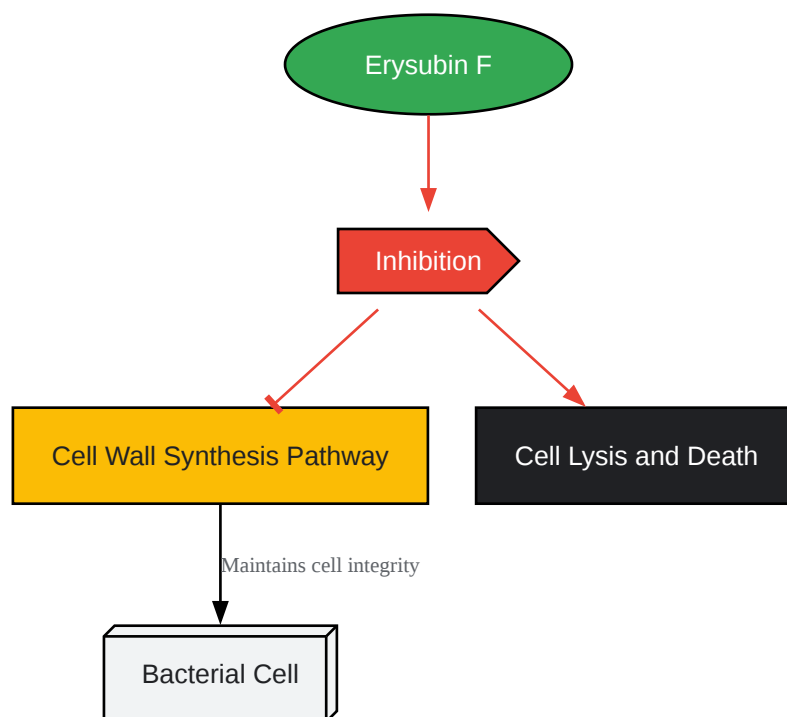 Erysubin F
Inhibition
Cell Wall Synthesis Pathway
Cell Lysis and Death
Maintains cell integrity
Bacterial Cell